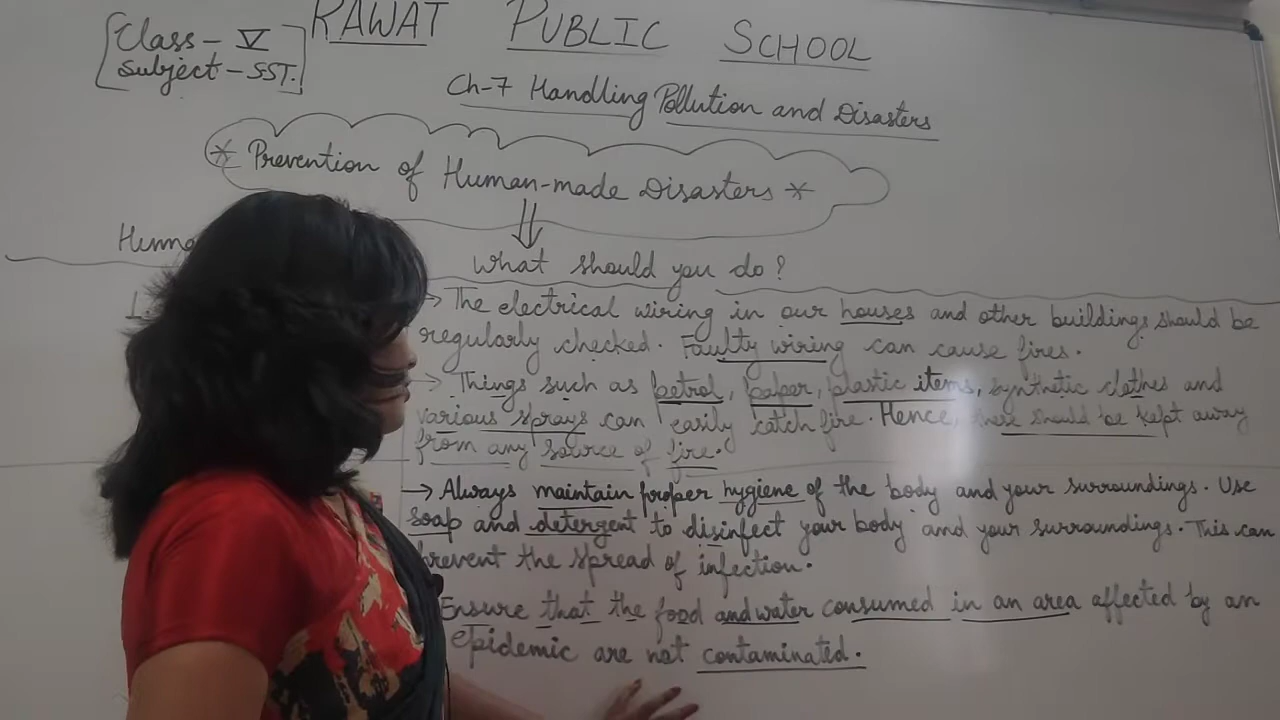 Class - V
Subject - SST.
RAWAT PUBLIC SCHOOL
Ch-7 Handling Pollution and Disasters
* Prevention of Human-made Disasters *
What should you do?
→ The electrical wiring in our houses and other buildings should be
regularly checked. Faulty wiring can cause fires.
→ Things such as petrol, paper, plastic items, synthetic clothes and
various sprays can easily catch fire. Hence, these should be kept away
from any source of fire.
→ Always maintain proper hygiene of the body and your surroundings. Use
soap and detergent to disinfect your body and your surroundings. This can
prevent the spread of infection.
Ensure that the food and water consumed in an area affected by an
epidemic are not contaminated.